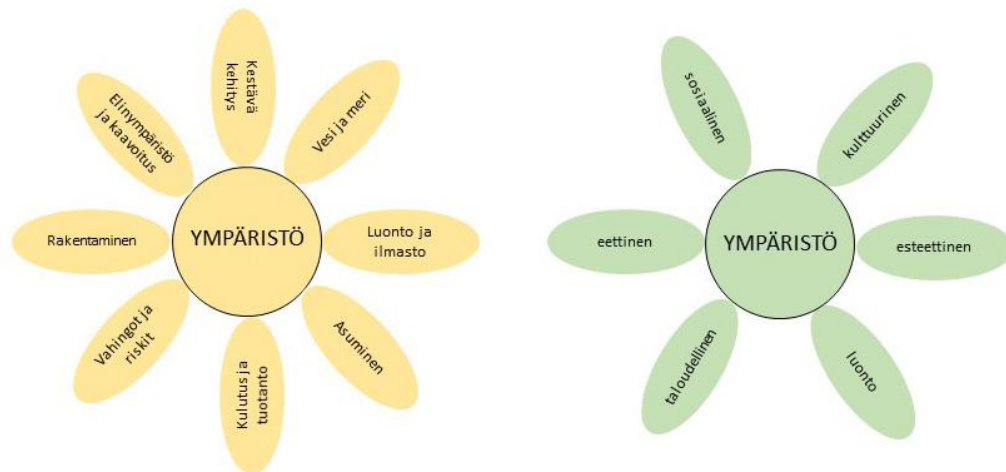 Kestävä
kehitys
Vesi ja meri
Luonto ja
ilmasto
Asuminen
Kulutus ja
tuotanto
Vahingot ja
riskit
Rakentaminen
Elinympäristö
ja kaavoitus
YMPÄRISTÖ
sosiaalinen
kulttuurinen
esteettinen
luonto
taloudellinen
eettinen
YMPÄRISTÖ